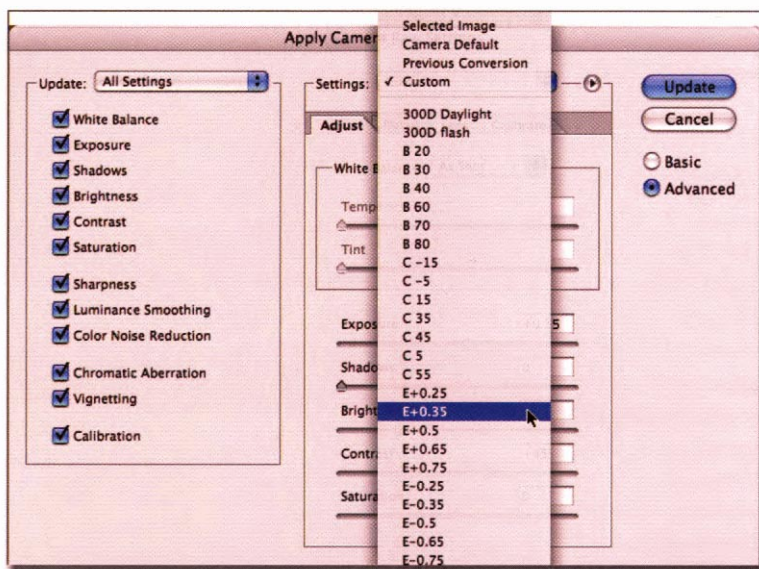 Apply Camer
Update: All Settings
White Balance
Exposure
Shadows
Brightness
Contrast
Saturation
Sharpness
Luminance Smoothing
Color Noise Reduction
Chromatic Aberration
Vignetting
Calibration
Settings:
Selected Image
Camera Default
Previous Conversion
✓ Custom
300D Daylight
300D flash
B 20
B 30
B 40
B 60
B 70
B 80
C -15
C -5
C 15
C 35
C 45
C 5
C 55
E+0.25
E+0.35
E+0.5
E+0.65
E+0.75
E-0.25
E-0.35
E-0.5
E-0.65
E-0.75
Adjust
White B
Temp
Tint
Exposu
Shado
Bright
Contra
Satura
Update
Cancel
Basic
Advanced